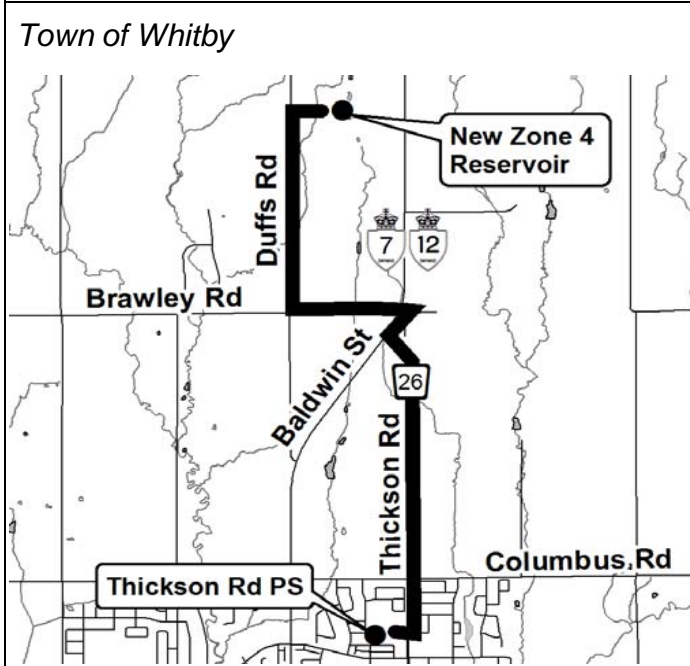 Town of Whitby
New Zone 4
Reservoir
Duffs Rd
7
12
Brawley Rd
Baldwin St
26
Thickson Rd
Columbus Rd
Thickson Rd PS